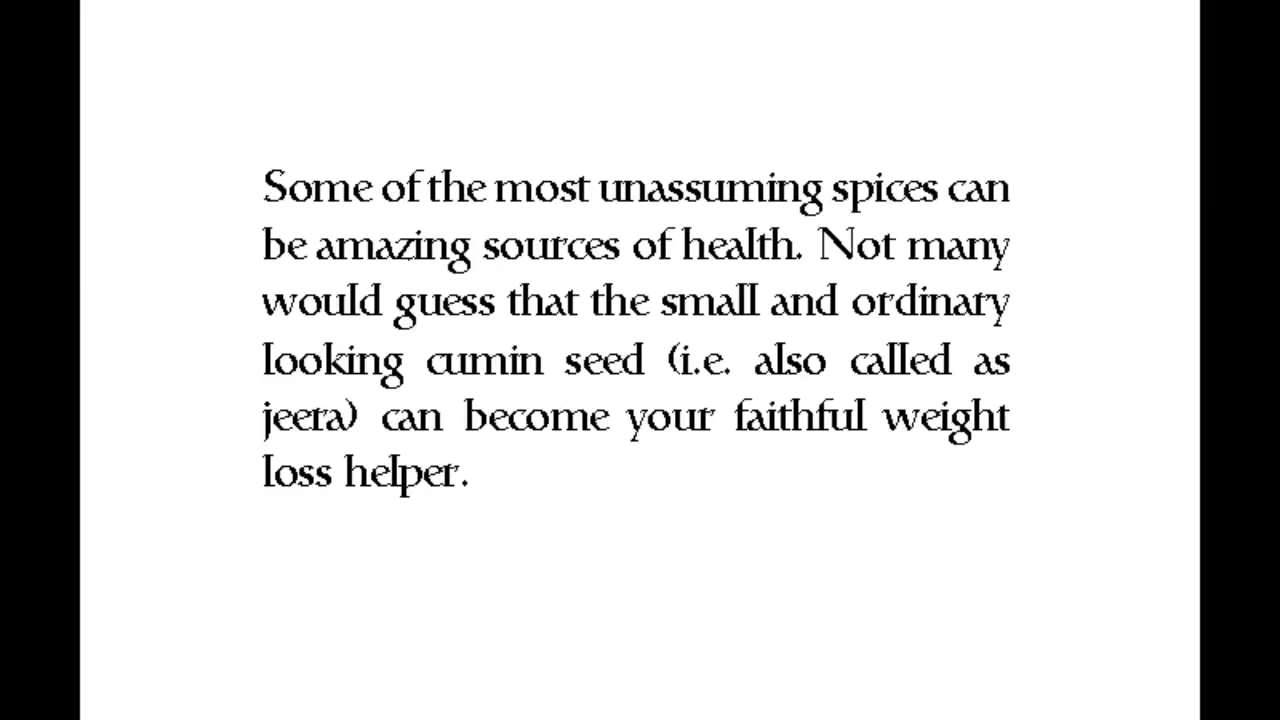 Some of the most unassuming spices can
be amazing sources of health. Not many
would guess that the small and ordinary
looking cumin seed (i.e. also called as
jeera) can become your faithful weight
loss helper.